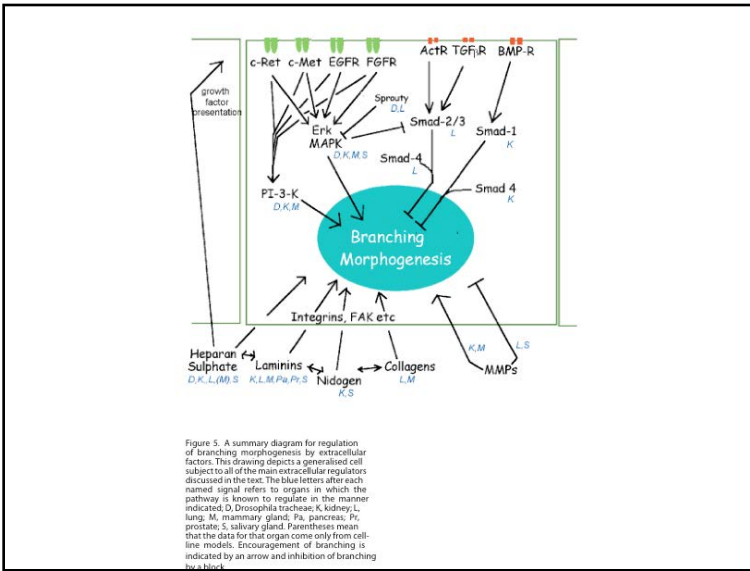 ActR TGFβR BMP-R
c-Ret c-Met EGFR FGFR
growth
factor
presentation
Sprouty
D,L
Smad-2/3
L
Erk
MAPK
D,K,M,S
Smad-1
K
Smad-4
L
PI-3-K
D,K,M
Smad 4
K
Branching
Morphogenesis
Integrins, FAK etc
K,M
L,S
Heparan
Sulphate
D,K,L,(M),S
Laminins
K,L,M,Pa,Pr,S
Nidogen
K,S
Collagens
L,M
MMPs
Figure 5. A summary diagram for regulation
of branching morphogenesis by extracellular
factors. This drawing depicts a generalised cell
subject to all of the main extracellular regulators
discussed in the text. The blue letters after each
named signal refers to organs in which the
pathway is known to regulate in the manner
indicated; D, Drosophila tracheae; K, kidney; L,
lung; M, mammary gland; Pa, pancreas; Pr,
prostate; S, salivary gland. Parentheses mean
that the data for that organ come only from cell-
line models. Encouragement of branching is
indicated by an arrow and inhibition of branching
by a block